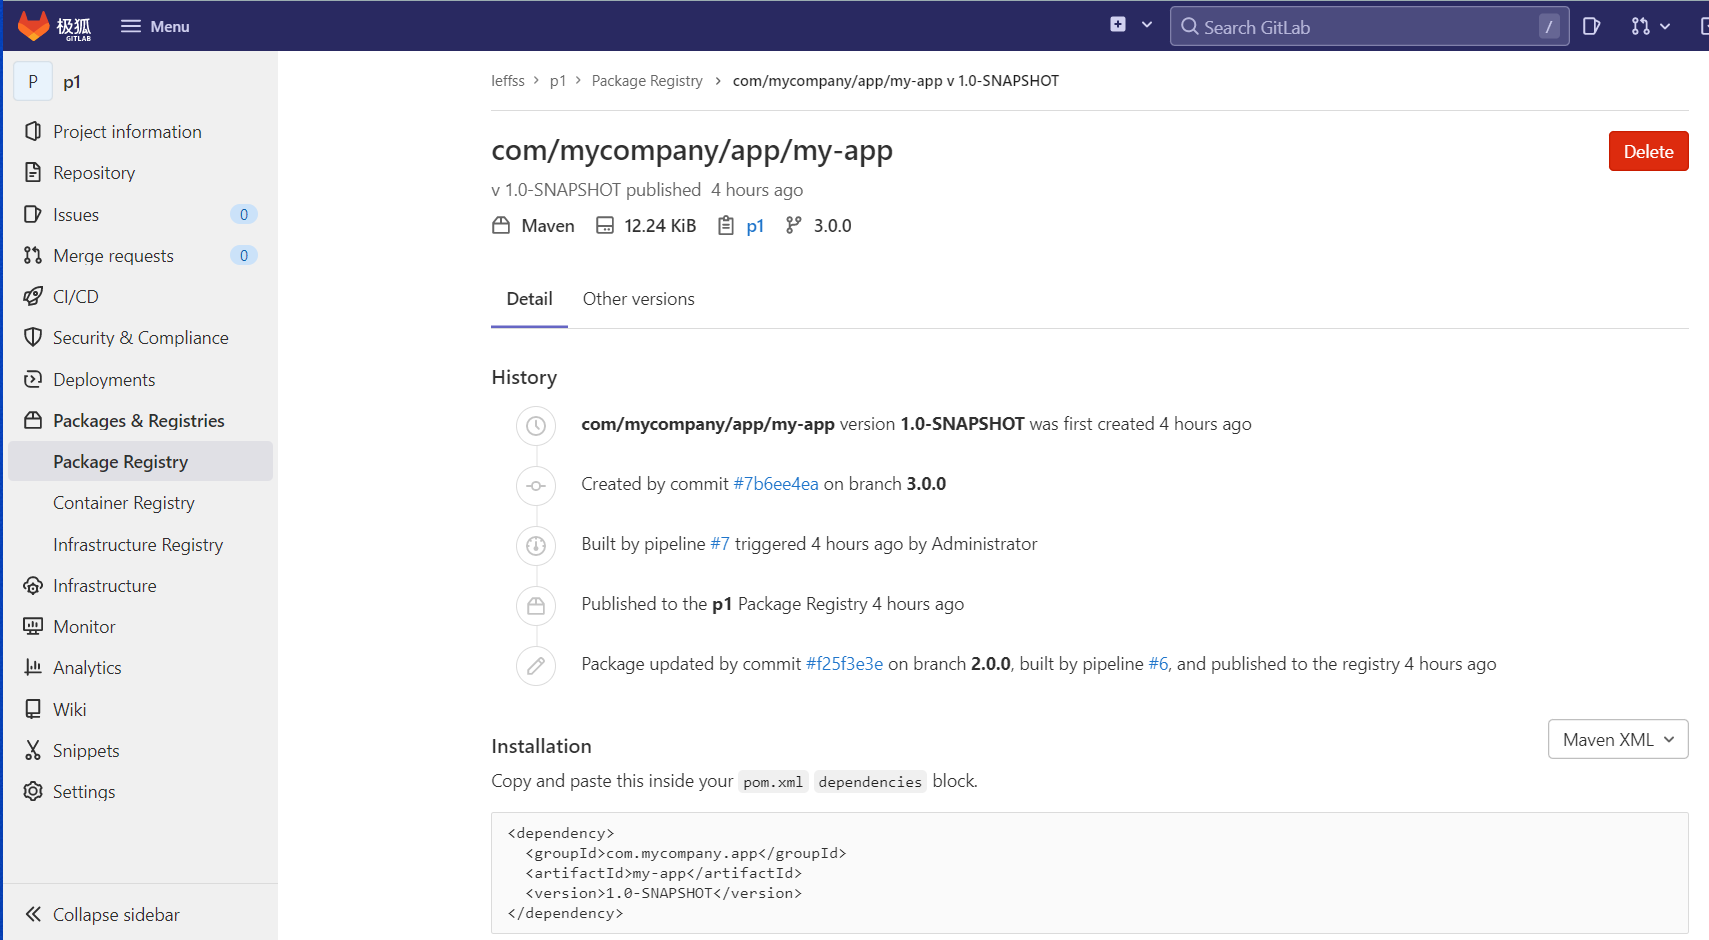 极狐
GITLAB
Menu
Search GitLab
/
P
p1
Project information
Repository
Issues 0
Merge requests 0
CI/CD
Security & Compliance
Deployments
Packages & Registries
Package Registry
Container Registry
Infrastructure Registry
Infrastructure
Monitor
Analytics
Wiki
Snippets
Settings
Collapse sidebar
leffss > p1 > Package Registry > com/mycompany/app/my-app v 1.0-SNAPSHOT
com/mycompany/app/my-app
Delete
v 1.0-SNAPSHOT published 4 hours ago
Maven 12.24 KiB p1 3.0.0
Detail Other versions
History
com/mycompany/app/my-app version 1.0-SNAPSHOT was first created 4 hours ago
Created by commit #7b6ee4ea on branch 3.0.0
Built by pipeline #7 triggered 4 hours ago by Administrator
Published to the p1 Package Registry 4 hours ago
Package updated by commit #f25f3e3e on branch 2.0.0, built by pipeline #6, and published to the registry 4 hours ago
Installation
Maven XML
Copy and paste this inside your pom.xml dependencies block.
<dependency>
  <groupId>com.mycompany.app</groupId>
  <artifactId>my-app</artifactId>
  <version>1.0-SNAPSHOT</version>
</dependency>